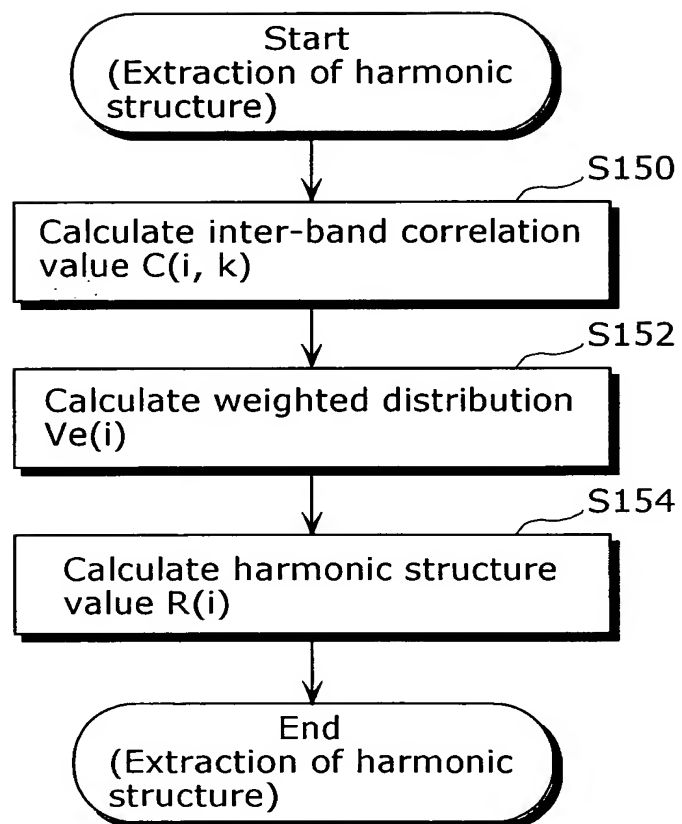 Start
(Extraction of harmonic
structure)
S150
Calculate inter-band correlation
value C(i, k)
S152
Calculate weighted distribution
Ve(i)
S154
Calculate harmonic structure
value R(i)
End
(Extraction of harmonic
structure)